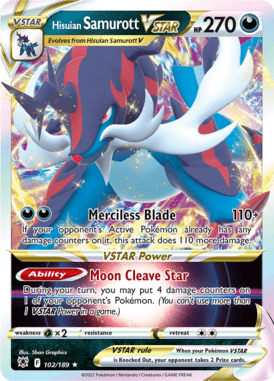 VSTAR Hisuian Samurott VSTAR HP 270
Evolves from Hisuian Samurott V
Merciless Blade 110+
If your opponent's Active Pokémon already has any
damage counters on it, this attack does 110 more damage.
VSTAR Power
Ability Moon Cleave Star
During your turn, you may put 4 damage counters on
1 of your opponent's Pokémon. (You can't use more than
1 VSTAR Power in a game.)
weakness ×2 resistance retreat
Illus. 5ban Graphics
F 102/189 ★
VSTAR rule
When your Pokémon VSTAR
is Knocked Out, your opponent takes 2 Prize cards.
©2022 Pokémon / Nintendo / Creatures / GAME FREAK